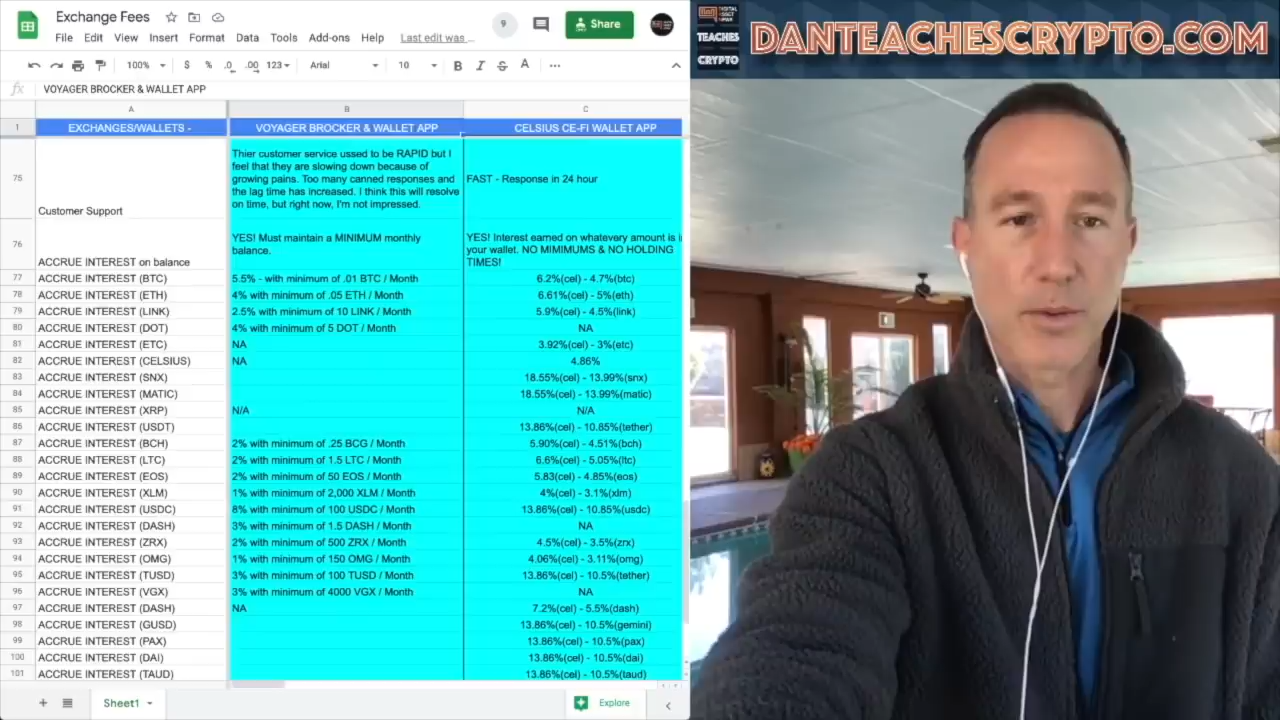 Exchange Fees
File Edit View Insert Format Data Tools Add-ons Help Last edit was ...
9
Share
100% $ % .0 .00 123 Arial 10 B I S A
fx VOYAGER BROCKER & WALLET APP
A B C
1 EXCHANGES/WALLETS - VOYAGER BROCKER & WALLET APP CELSIUS CE-FI WALLET APP
75 Customer Support
Thier customer service ussed to be RAPID but I
feel that they are slowing down because of
growing pains. Too many canned responses and
the lag time has increased. I think this will resolve
on time, but right now, I'm not impressed.
FAST - Response in 24 hour
76 ACCRUE INTEREST on balance
YES! Must maintain a MINIMUM monthly
balance.
YES! Interest earned on whatevery amount is i
your wallet. NO MIMIMUMS & NO HOLDING
TIMES!
77 ACCRUE INTEREST (BTC) 5.5% - with minimum of .01 BTC / Month 6.2%(cel) - 4.7%(btc)
78 ACCRUE INTEREST (ETH) 4% with minimum of .05 ETH / Month 6.61%(cel) - 5%(eth)
79 ACCRUE INTEREST (LINK) 2.5% with minimum of 10 LINK / Month 5.9%(cel) - 4.5%(link)
80 ACCRUE INTEREST (DOT) 4% with minimum of 5 DOT / Month NA
81 ACCRUE INTEREST (ETC) NA 3.92%(cel) - 3%(etc)
82 ACCRUE INTEREST (CELSIUS) NA 4.86%
83 ACCRUE INTEREST (SNX) 18.55%(cel) - 13.99%(snx)
84 ACCRUE INTEREST (MATIC) 18.55%(cel) - 13.99%(matic)
85 ACCRUE INTEREST (XRP) N/A N/A
86 ACCRUE INTEREST (USDT) 13.86%(cel) - 10.85%(tether)
87 ACCRUE INTEREST (BCH) 2% with minimum of .25 BCG / Month 5.90%(cel) - 4.51%(bch)
88 ACCRUE INTEREST (LTC) 2% with minimum of 1.5 LTC / Month 6.6%(cel) - 5.05%(ltc)
89 ACCRUE INTEREST (EOS) 2% with minimum of 50 EOS / Month 5.83(cel) - 4.85%(eos)
90 ACCRUE INTEREST (XLM) 1% with minimum of 2,000 XLM / Month 4%(cel) - 3.1%(xlm)
91 ACCRUE INTEREST (USDC) 8% with minimum of 100 USDC / Month 13.86%(cel) - 10.85%(usdc)
92 ACCRUE INTEREST (DASH) 3% with minimum of 1.5 DASH / Month NA
93 ACCRUE INTEREST (ZRX) 2% with minimum of 500 ZRX / Month 4.5%(cel) - 3.5%(zrx)
94 ACCRUE INTEREST (OMG) 1% with minimum of 150 OMG / Month 4.06%(cel) - 3.11%(omg)
95 ACCRUE INTEREST (TUSD) 3% with minimum of 100 TUSD / Month 13.86%(cel) - 10.5%(tether)
96 ACCRUE INTEREST (VGX) 3% with minimum of 4000 VGX / Month NA
97 ACCRUE INTEREST (DASH) NA 7.2%(cel) - 5.5%(dash)
98 ACCRUE INTEREST (GUSD) 13.86%(cel) - 10.5%(gemini)
99 ACCRUE INTEREST (PAX) 13.86%(cel) - 10.5%(pax)
100 ACCRUE INTEREST (DAI) 13.86%(cel) - 10.5%(dai)
101 ACCRUE INTEREST (TAUD) 13.86%(cel) - 10.5%(taud)
Sheet1
Explore
TEACHES
CRYPTO
DANTEACHESCRYPTO.COM